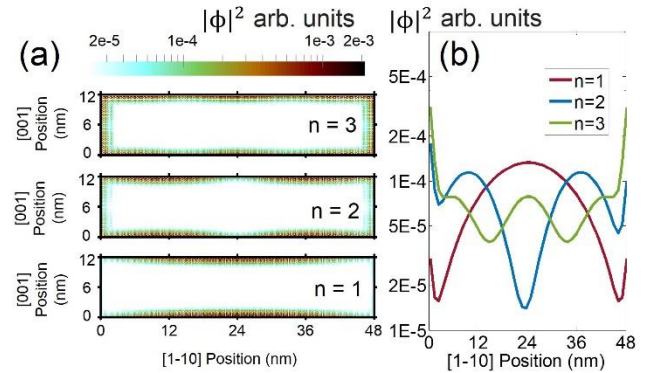 |ϕ|² arb. units
(a)
2e-5 1e-4 1e-3 2e-3
12
0
[001]
Position
(nm)
n = 3
12
0
[001]
Position
(nm)
n = 2
12
0
[001]
Position
(nm)
n = 1
0 12 24 36 48
[1-10] Position (nm)
|ϕ|² arb. units
(b)
n=1
n=2
n=3
5E-4
2E-4
1E-4
5E-5
2E-5
1E-5
0 12 24 36 48
[1-10] Position (nm)